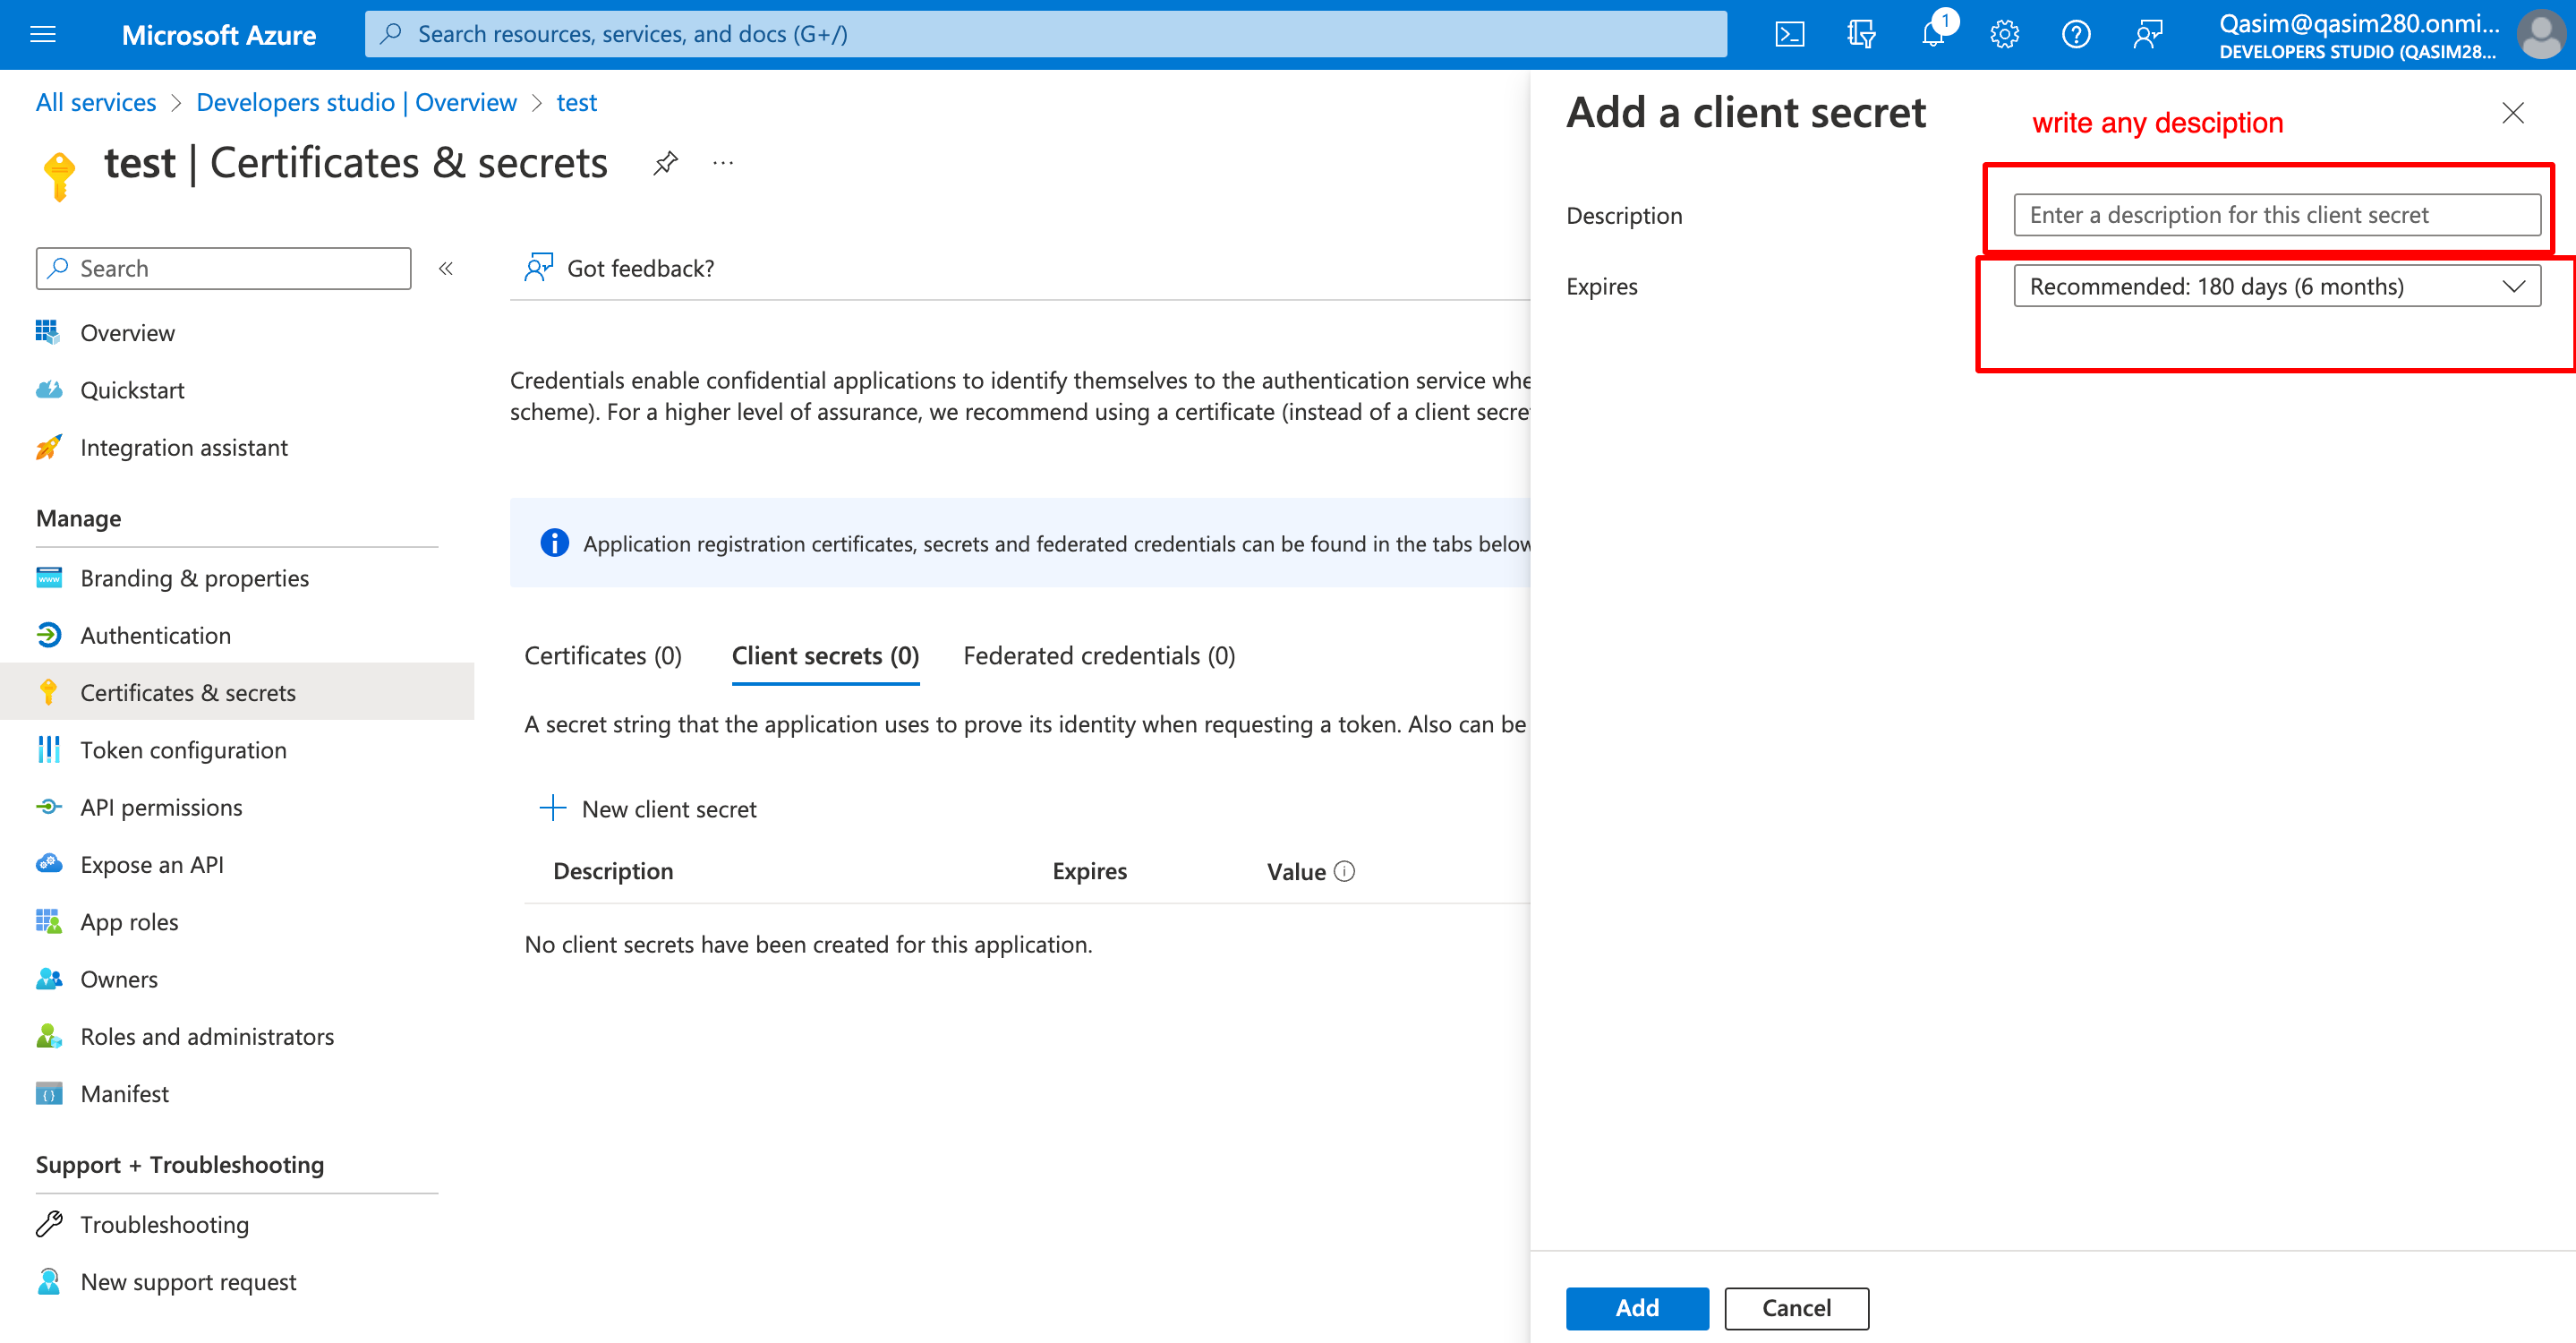 Microsoft Azure
Search resources, services, and docs (G+/)
1
Qasim@qasim280.onmi...
DEVELOPERS STUDIO (QASIM28...
All services > Developers studio | Overview > test
test | Certificates & secrets
...
Search
«
Overview
Quickstart
Integration assistant
Manage
Branding & properties
Authentication
Certificates & secrets
Token configuration
API permissions
Expose an API
App roles
Owners
Roles and administrators
Manifest
Support + Troubleshooting
Troubleshooting
New support request
Got feedback?
Credentials enable confidential applications to identify themselves to the authentication service whe
scheme). For a higher level of assurance, we recommend using a certificate (instead of a client secre
Application registration certificates, secrets and federated credentials can be found in the tabs below
Certificates (0) Client secrets (0) Federated credentials (0)
A secret string that the application uses to prove its identity when requesting a token. Also can be
New client secret
Description Expires Value
No client secrets have been created for this application.
Add a client secret
write any desciption
Description
Enter a description for this client secret
Expires
Recommended: 180 days (6 months)
Add Cancel